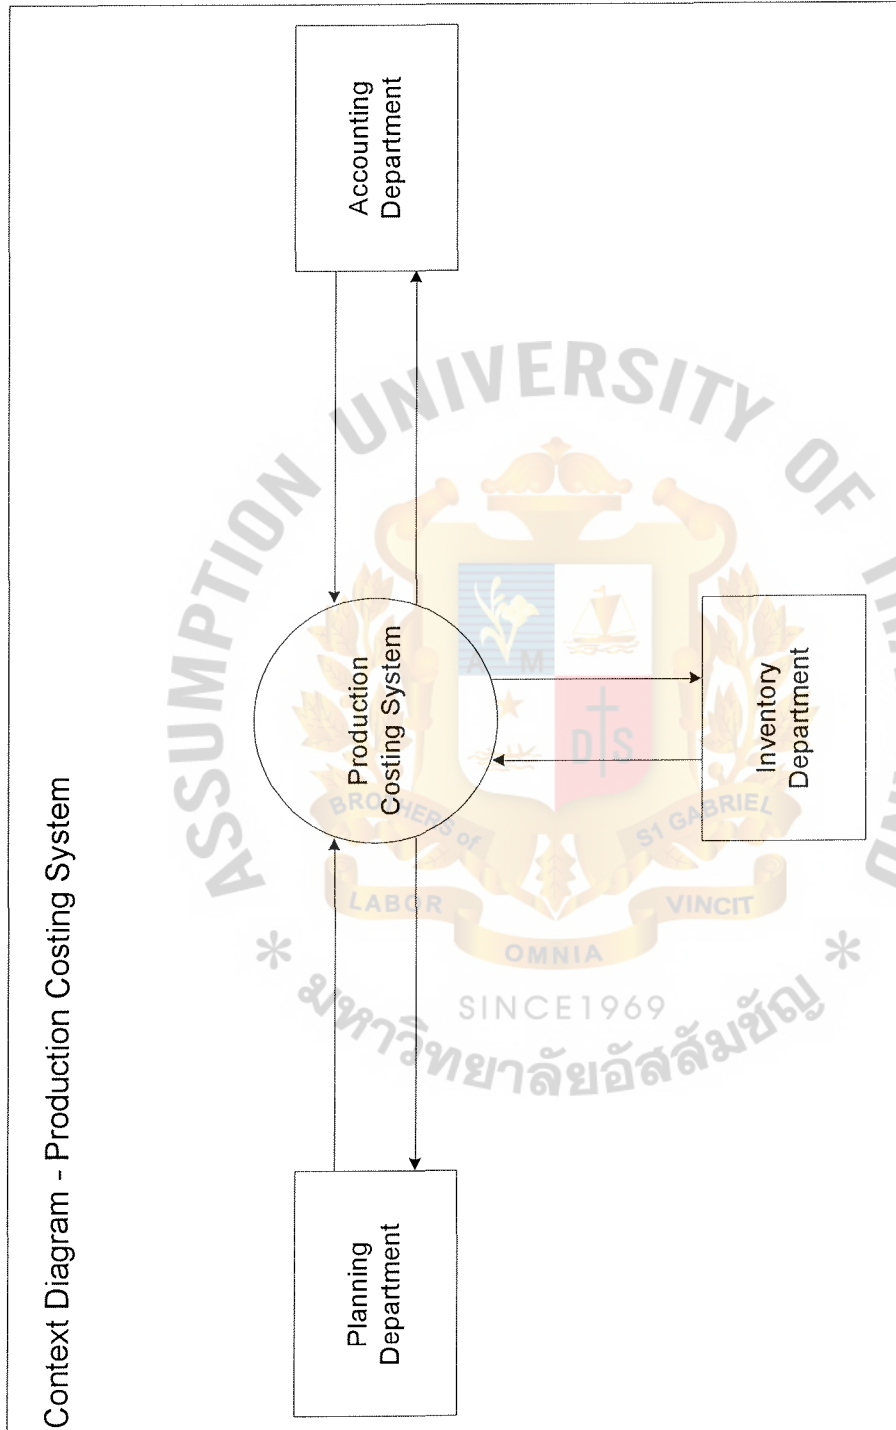 Context Diagram - Production Costing System
Planning
Department
Production
Costing System
Accounting
Department
Inventory
Department
ASSUMPTION UNIVERSITY OF
A M
D S
BROTHERS of
S1 GABRIEL
LABOR
OMNIA
VINCIT
SINCE1969
* มหาวิทยาลัยอัสสัมชัญ *